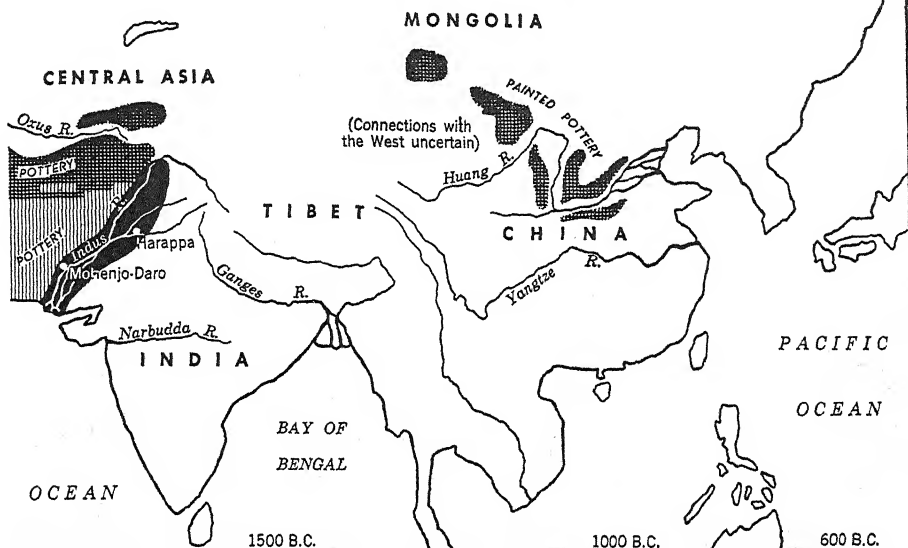 MONGOLIA
CENTRAL ASIA
PAINTED POTTERY
Oxus R.
(Connections with
the West uncertain)
POTTERY
Huang R.
TIBET
POTTERY
Indus R.
Harappa
CHINA
Mohenjo-Daro
Ganges R.
Yangtze R.
Narbudda R.
INDIA
PACIFIC
OCEAN
BAY OF
BENGAL
OCEAN
1500 B.C.
1000 B.C.
600 B.C.